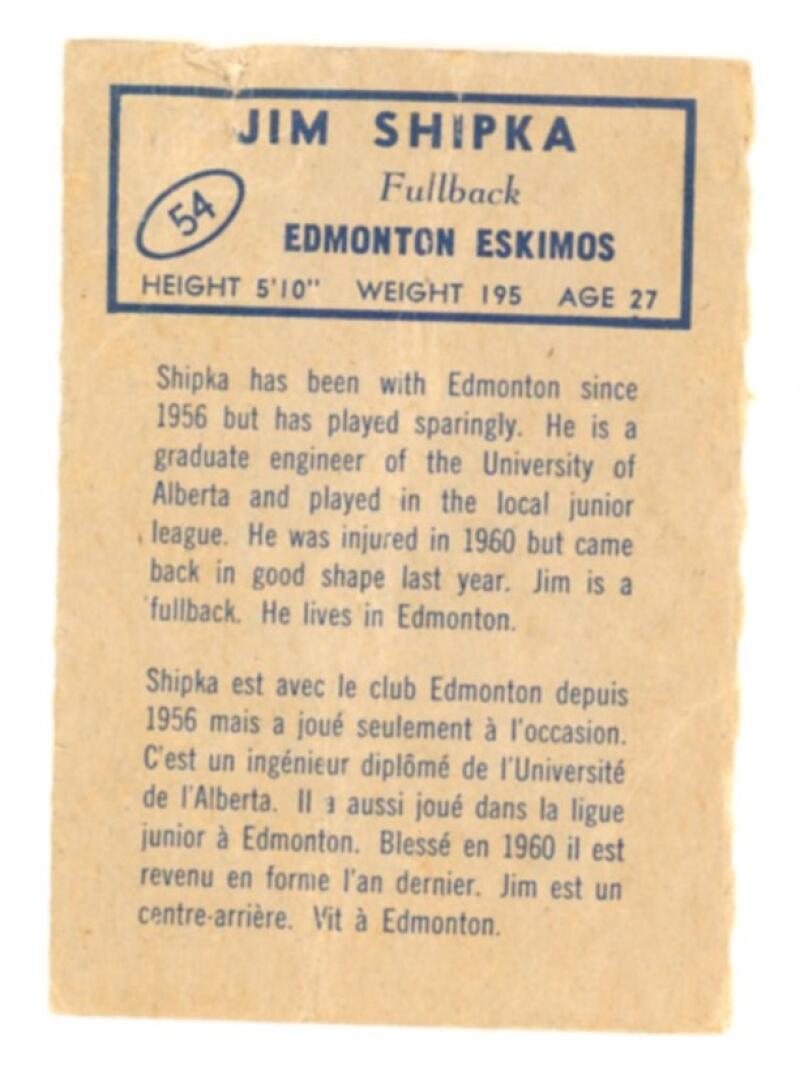 JIM SHIPKA
Fullback
54
EDMONTON ESKIMOS
HEIGHT 5'10" WEIGHT 195 AGE 27
Shipka has been with Edmonton since
1956 but has played sparingly. He is a
graduate engineer of the University of
Alberta and played in the local junior
league. He was injured in 1960 but came
back in good shape last year. Jim is a
fullback. He lives in Edmonton.
Shipka est avec le club Edmonton depuis
1956 mais a joué seulement à l'occasion.
C'est un ingénieur diplômé de l'Université
de l'Alberta. Il a aussi joué dans la ligue
junior à Edmonton. Blessé en 1960 il est
revenu en forme l'an dernier. Jim est un
centre-arrière. Vit à Edmonton.